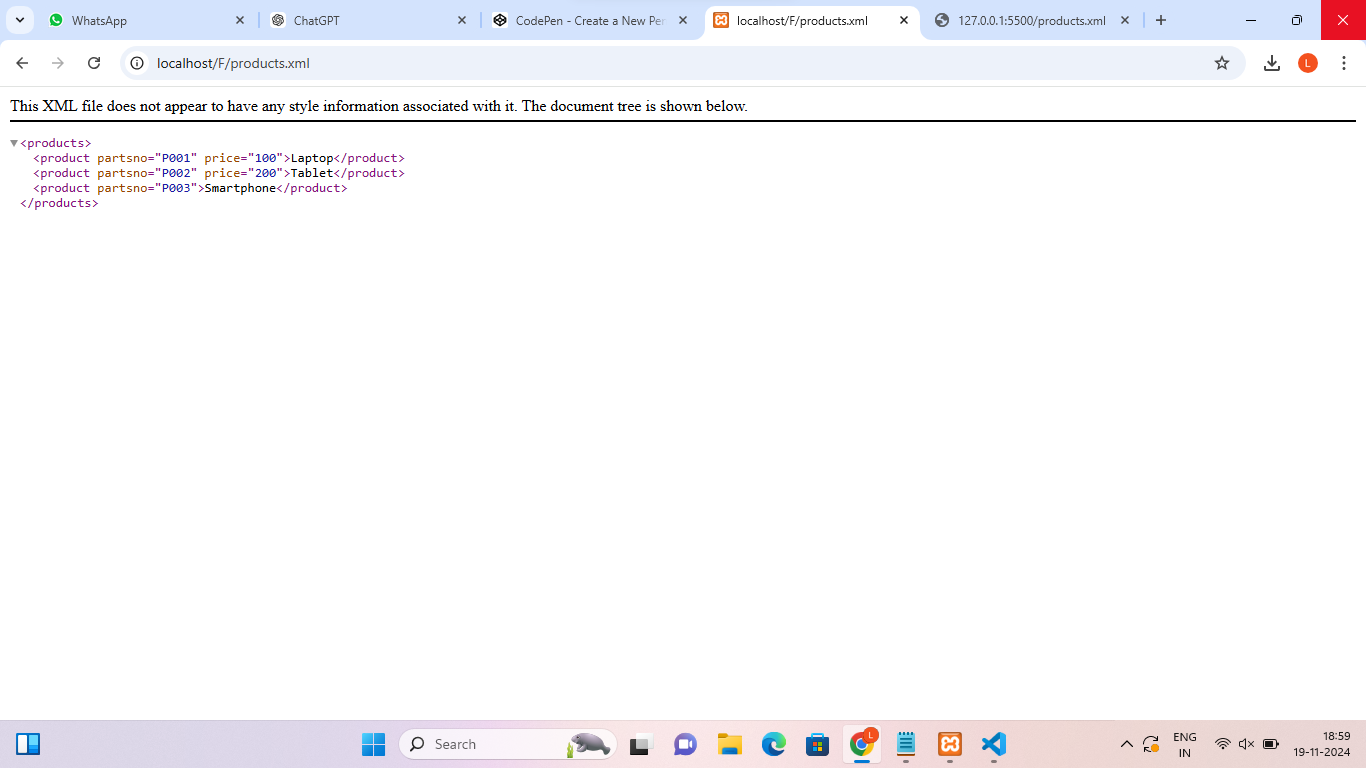 WhatsApp
ChatGPT
CodePen - Create a New Pen
localhost/F/products.xml
127.0.0.1:5500/products.xml
localhost/F/products.xml
L
This XML file does not appear to have any style information associated with it. The document tree is shown below.
<products>
<product partsno="P001" price="100">Laptop</product>
<product partsno="P002" price="200">Tablet</product>
<product partsno="P003">Smartphone</product>
</products>
Search
L
ENG
IN
18:59
19-11-2024